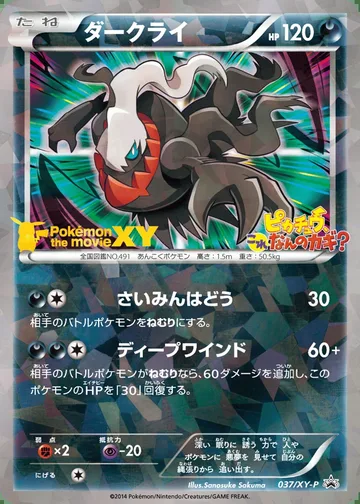 たね
ダークライ
HP120
Pokémon
the movie XY
ピカチュウ
これなんのカギ?
全国図鑑NO.491 あんこくポケモン 高さ:1.5m 重さ:50.5kg
さいみんはどう 30
相手のバトルポケモンをねむりにする。
ディープウインド 60+
相手のバトルポケモンがねむりなら、60ダメージを追加し、この
ポケモンのHPを「30」回復する。
弱点 ×2 抵抗力 -20
にげる
深い 眠りに 誘う 力で 人や
ポケモンに 悪夢を 見せて 自分の
縄張りから 追い出す。
Illus.Sanosuke Sakuma
037/XY-P
©2014 Pokémon/Nintendo/Creatures/GAME FREAK.